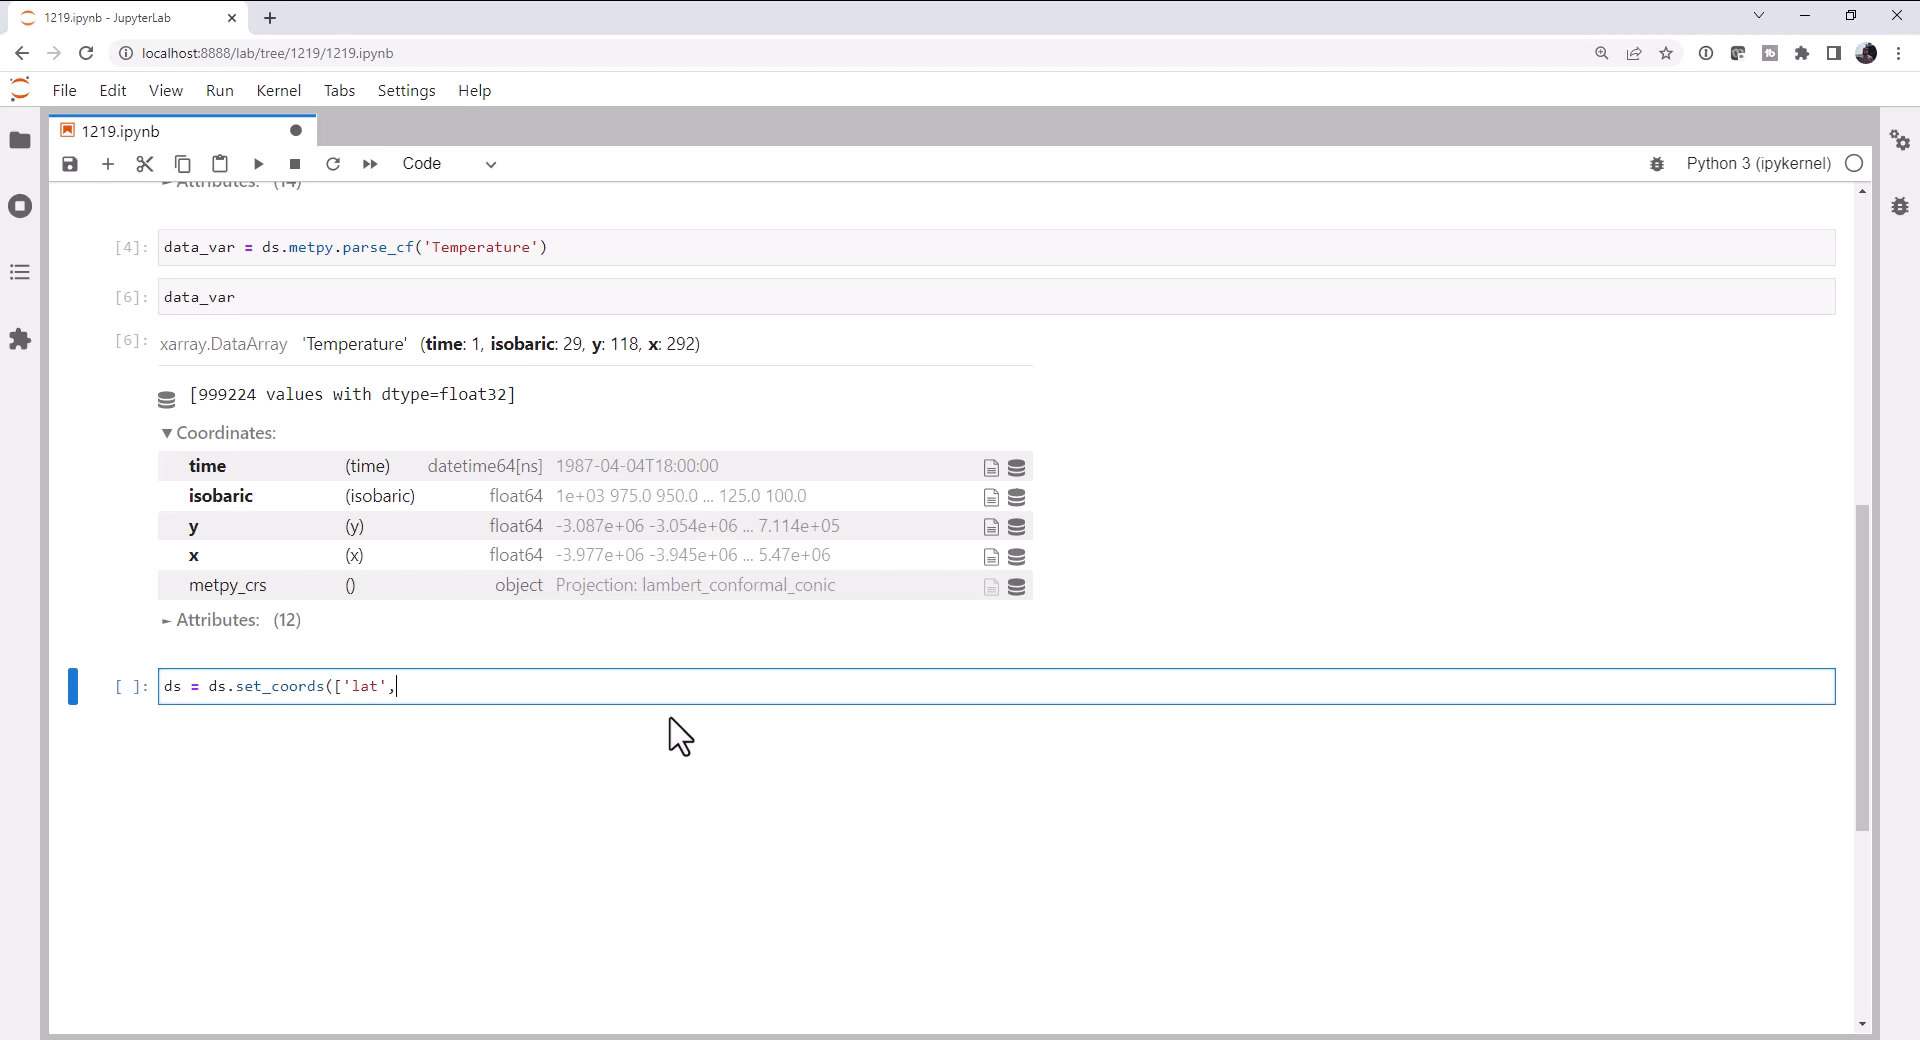 1219.ipynb - JupyterLab
localhost:8888/lab/tree/1219/1219.ipynb
File Edit View Run Kernel Tabs Settings Help
1219.ipynb
Code
Python 3 (ipykernel)
► Attributes: (14)
[4]: data_var = ds.metpy.parse_cf('Temperature')
[6]: data_var
[6]: xarray.DataArray 'Temperature' (time: 1, isobaric: 29, y: 118, x: 292)
[999224 values with dtype=float32]
▼ Coordinates:
time (time) datetime64[ns] 1987-04-04T18:00:00
isobaric (isobaric) float64 1e+03 975.0 950.0 ... 125.0 100.0
y (y) float64 -3.087e+06 -3.054e+06 ... 7.114e+05
x (x) float64 -3.977e+06 -3.945e+06 ... 5.47e+06
metpy_crs () object Projection: lambert_conformal_conic
► Attributes: (12)
[ ]: ds = ds.set_coords(['lat',